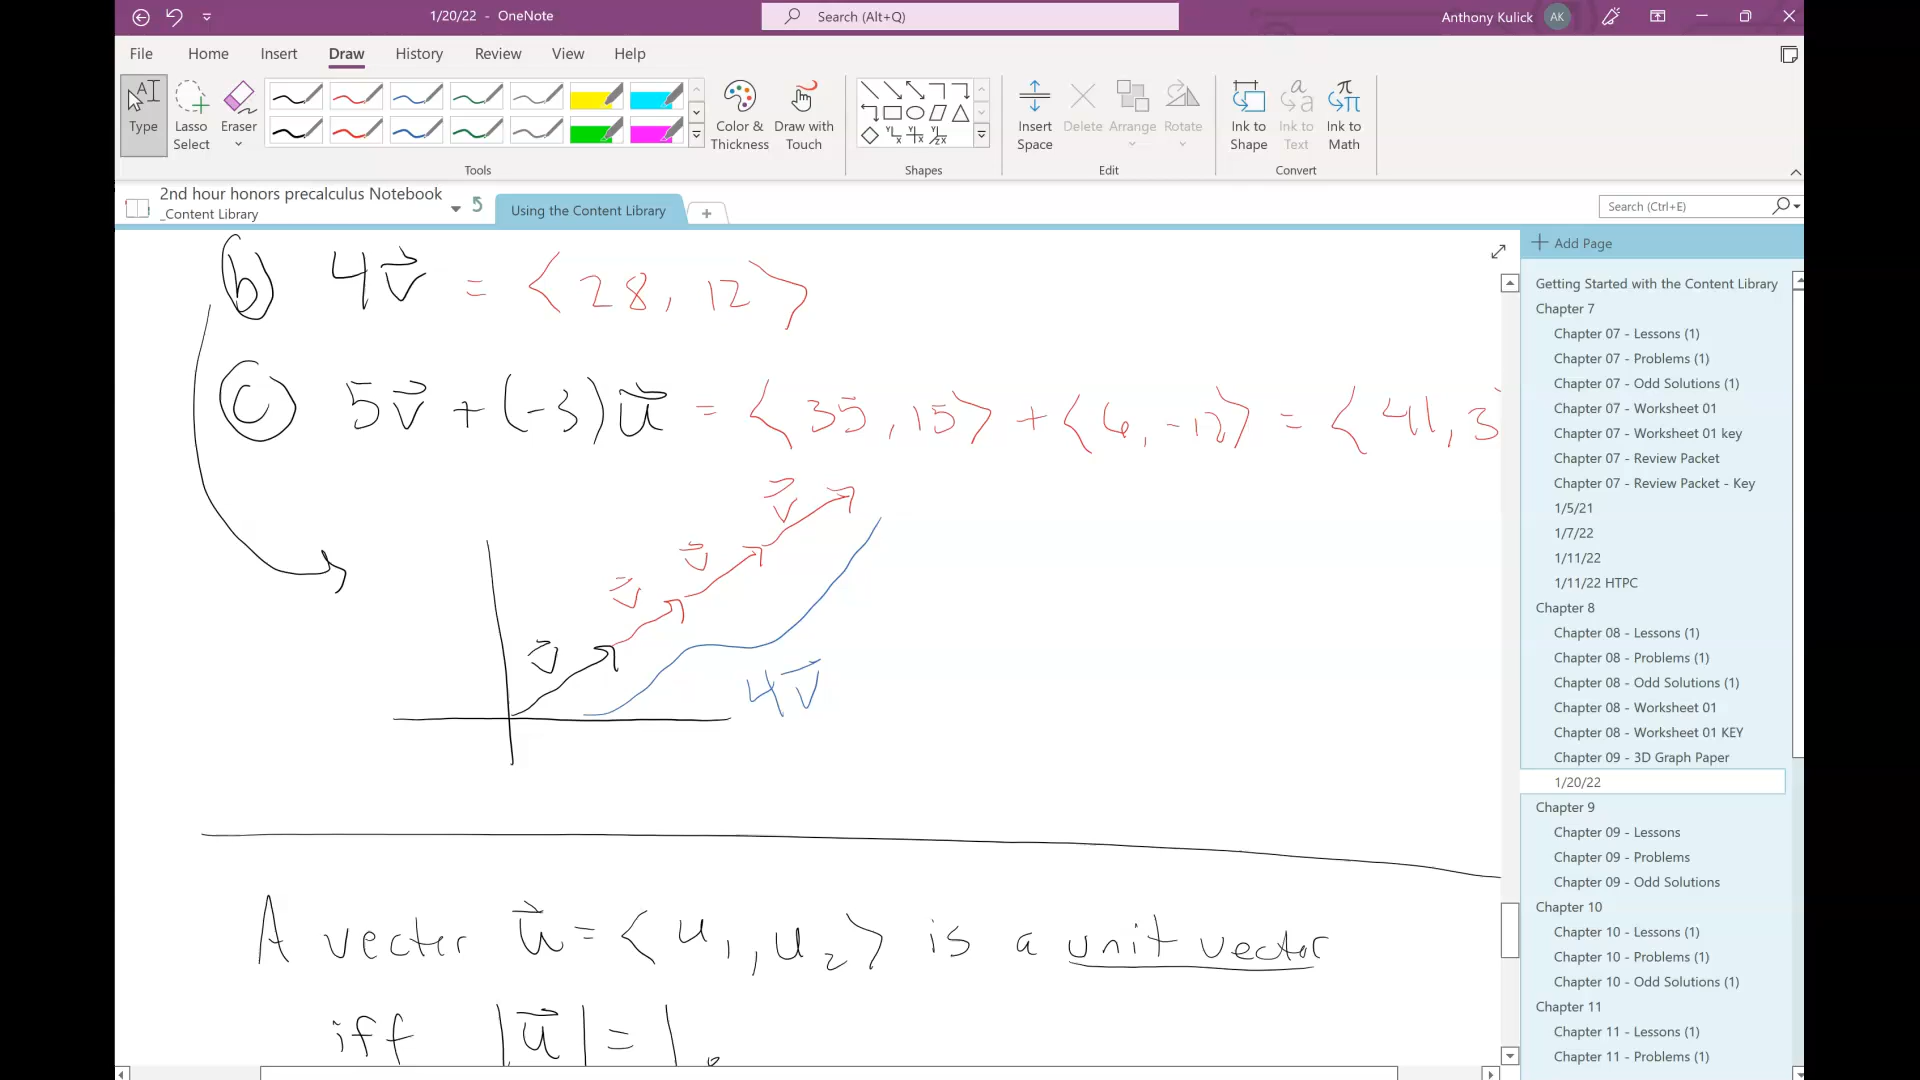 1/20/22 - OneNote
Search (Alt+Q)
Anthony Kulick
AK
File Home Insert Draw History Review View Help
Type
Lasso Select
Eraser
Color & Thickness
Draw with Touch
Insert Space
Delete
Arrange
Rotate
Ink to Shape
Ink to Text
Ink to Math
Tools
Shapes
Edit
Convert
2nd hour honors precalculus Notebook
_Content Library
Using the Content Library
Search (Ctrl+E)
b) 4v⃗ = ⟨28, 12⟩
c) 5v⃗ + (-3)u⃗ = ⟨35, 15⟩ + ⟨6, -12⟩ = ⟨41, 3
v⃗
v⃗
v⃗
v⃗
4v⃗
A vector u⃗ = ⟨u₁, u₂⟩ is a unit vector
iff |u⃗| = 1.
Add Page
Getting Started with the Content Library
Chapter 7
Chapter 07 - Lessons (1)
Chapter 07 - Problems (1)
Chapter 07 - Odd Solutions (1)
Chapter 07 - Worksheet 01
Chapter 07 - Worksheet 01 key
Chapter 07 - Review Packet
Chapter 07 - Review Packet - Key
1/5/21
1/7/22
1/11/22
1/11/22 HTPC
Chapter 8
Chapter 08 - Lessons (1)
Chapter 08 - Problems (1)
Chapter 08 - Odd Solutions (1)
Chapter 08 - Worksheet 01
Chapter 08 - Worksheet 01 KEY
Chapter 09 - 3D Graph Paper
1/20/22
Chapter 9
Chapter 09 - Lessons
Chapter 09 - Problems
Chapter 09 - Odd Solutions
Chapter 10
Chapter 10 - Lessons (1)
Chapter 10 - Problems (1)
Chapter 10 - Odd Solutions (1)
Chapter 11
Chapter 11 - Lessons (1)
Chapter 11 - Problems (1)